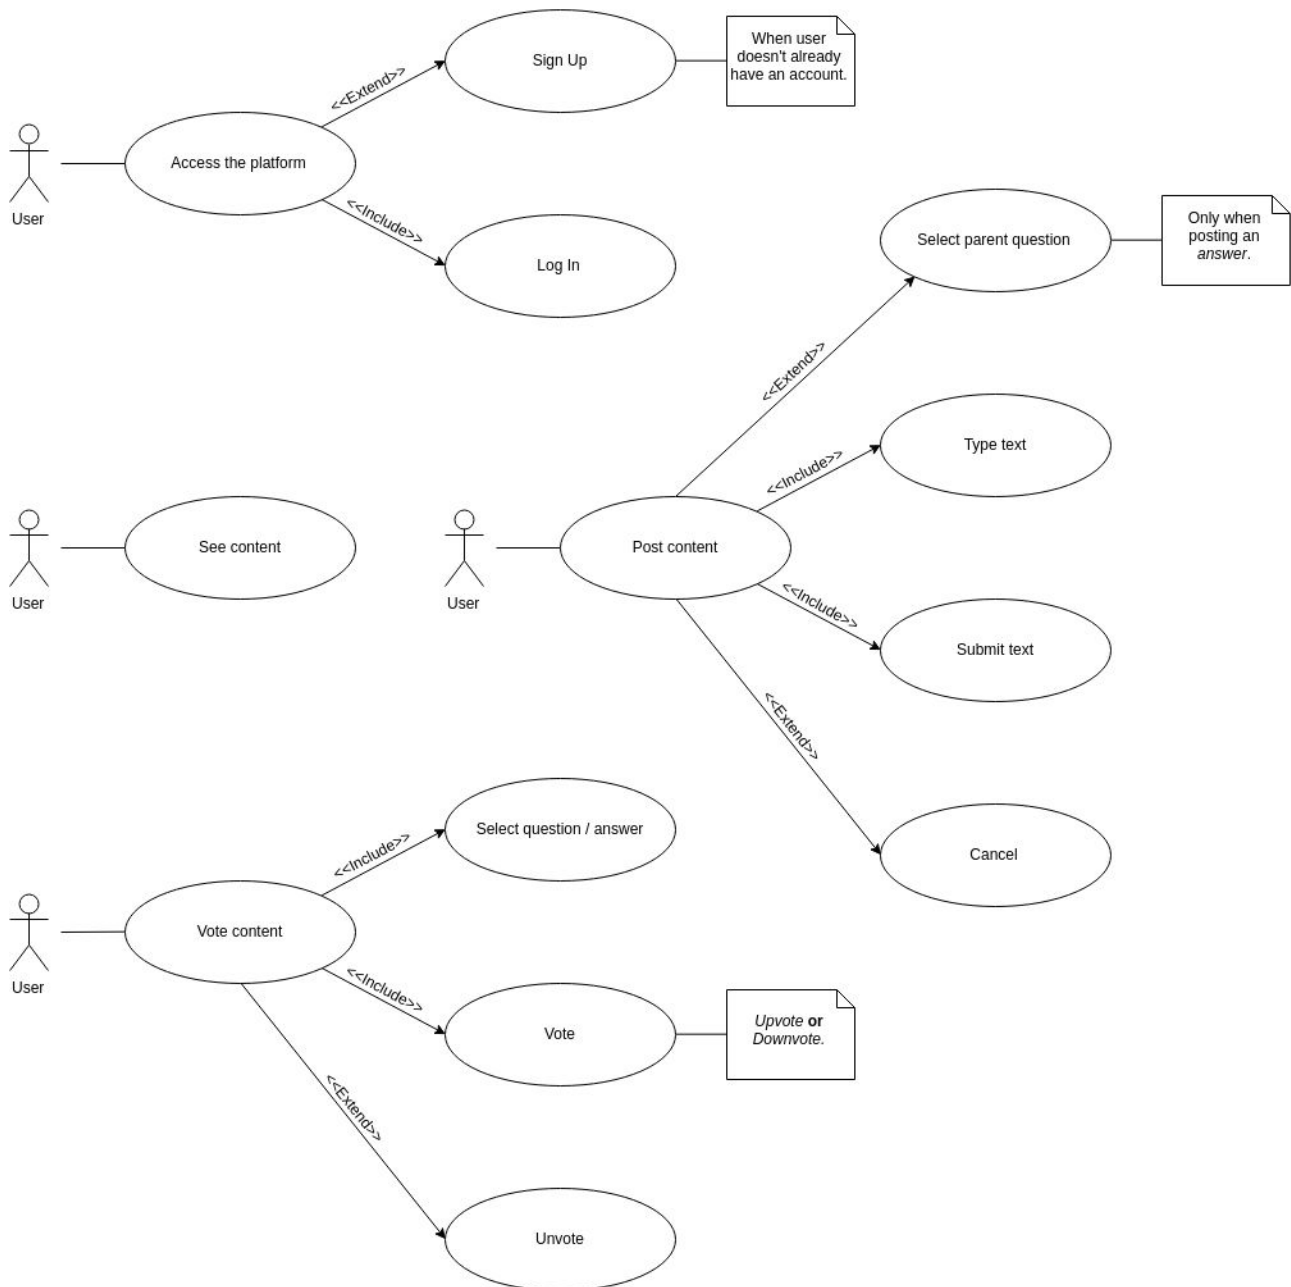 Sign Up
When user
doesn't already
have an account.
<<Extend>>
Access the platform
User
<<Include>>
Log In
Select parent question
Only when
posting an
answer.
<<Extend>>
Type text
<<Include>>
See content
User
Post content
User
<<Include>>
Submit text
<<Extend>>
Cancel
Select question / answer
<<Include>>
Vote content
User
<<Include>>
Vote
Upvote or
Downvote.
<<Extend>>
Unvote